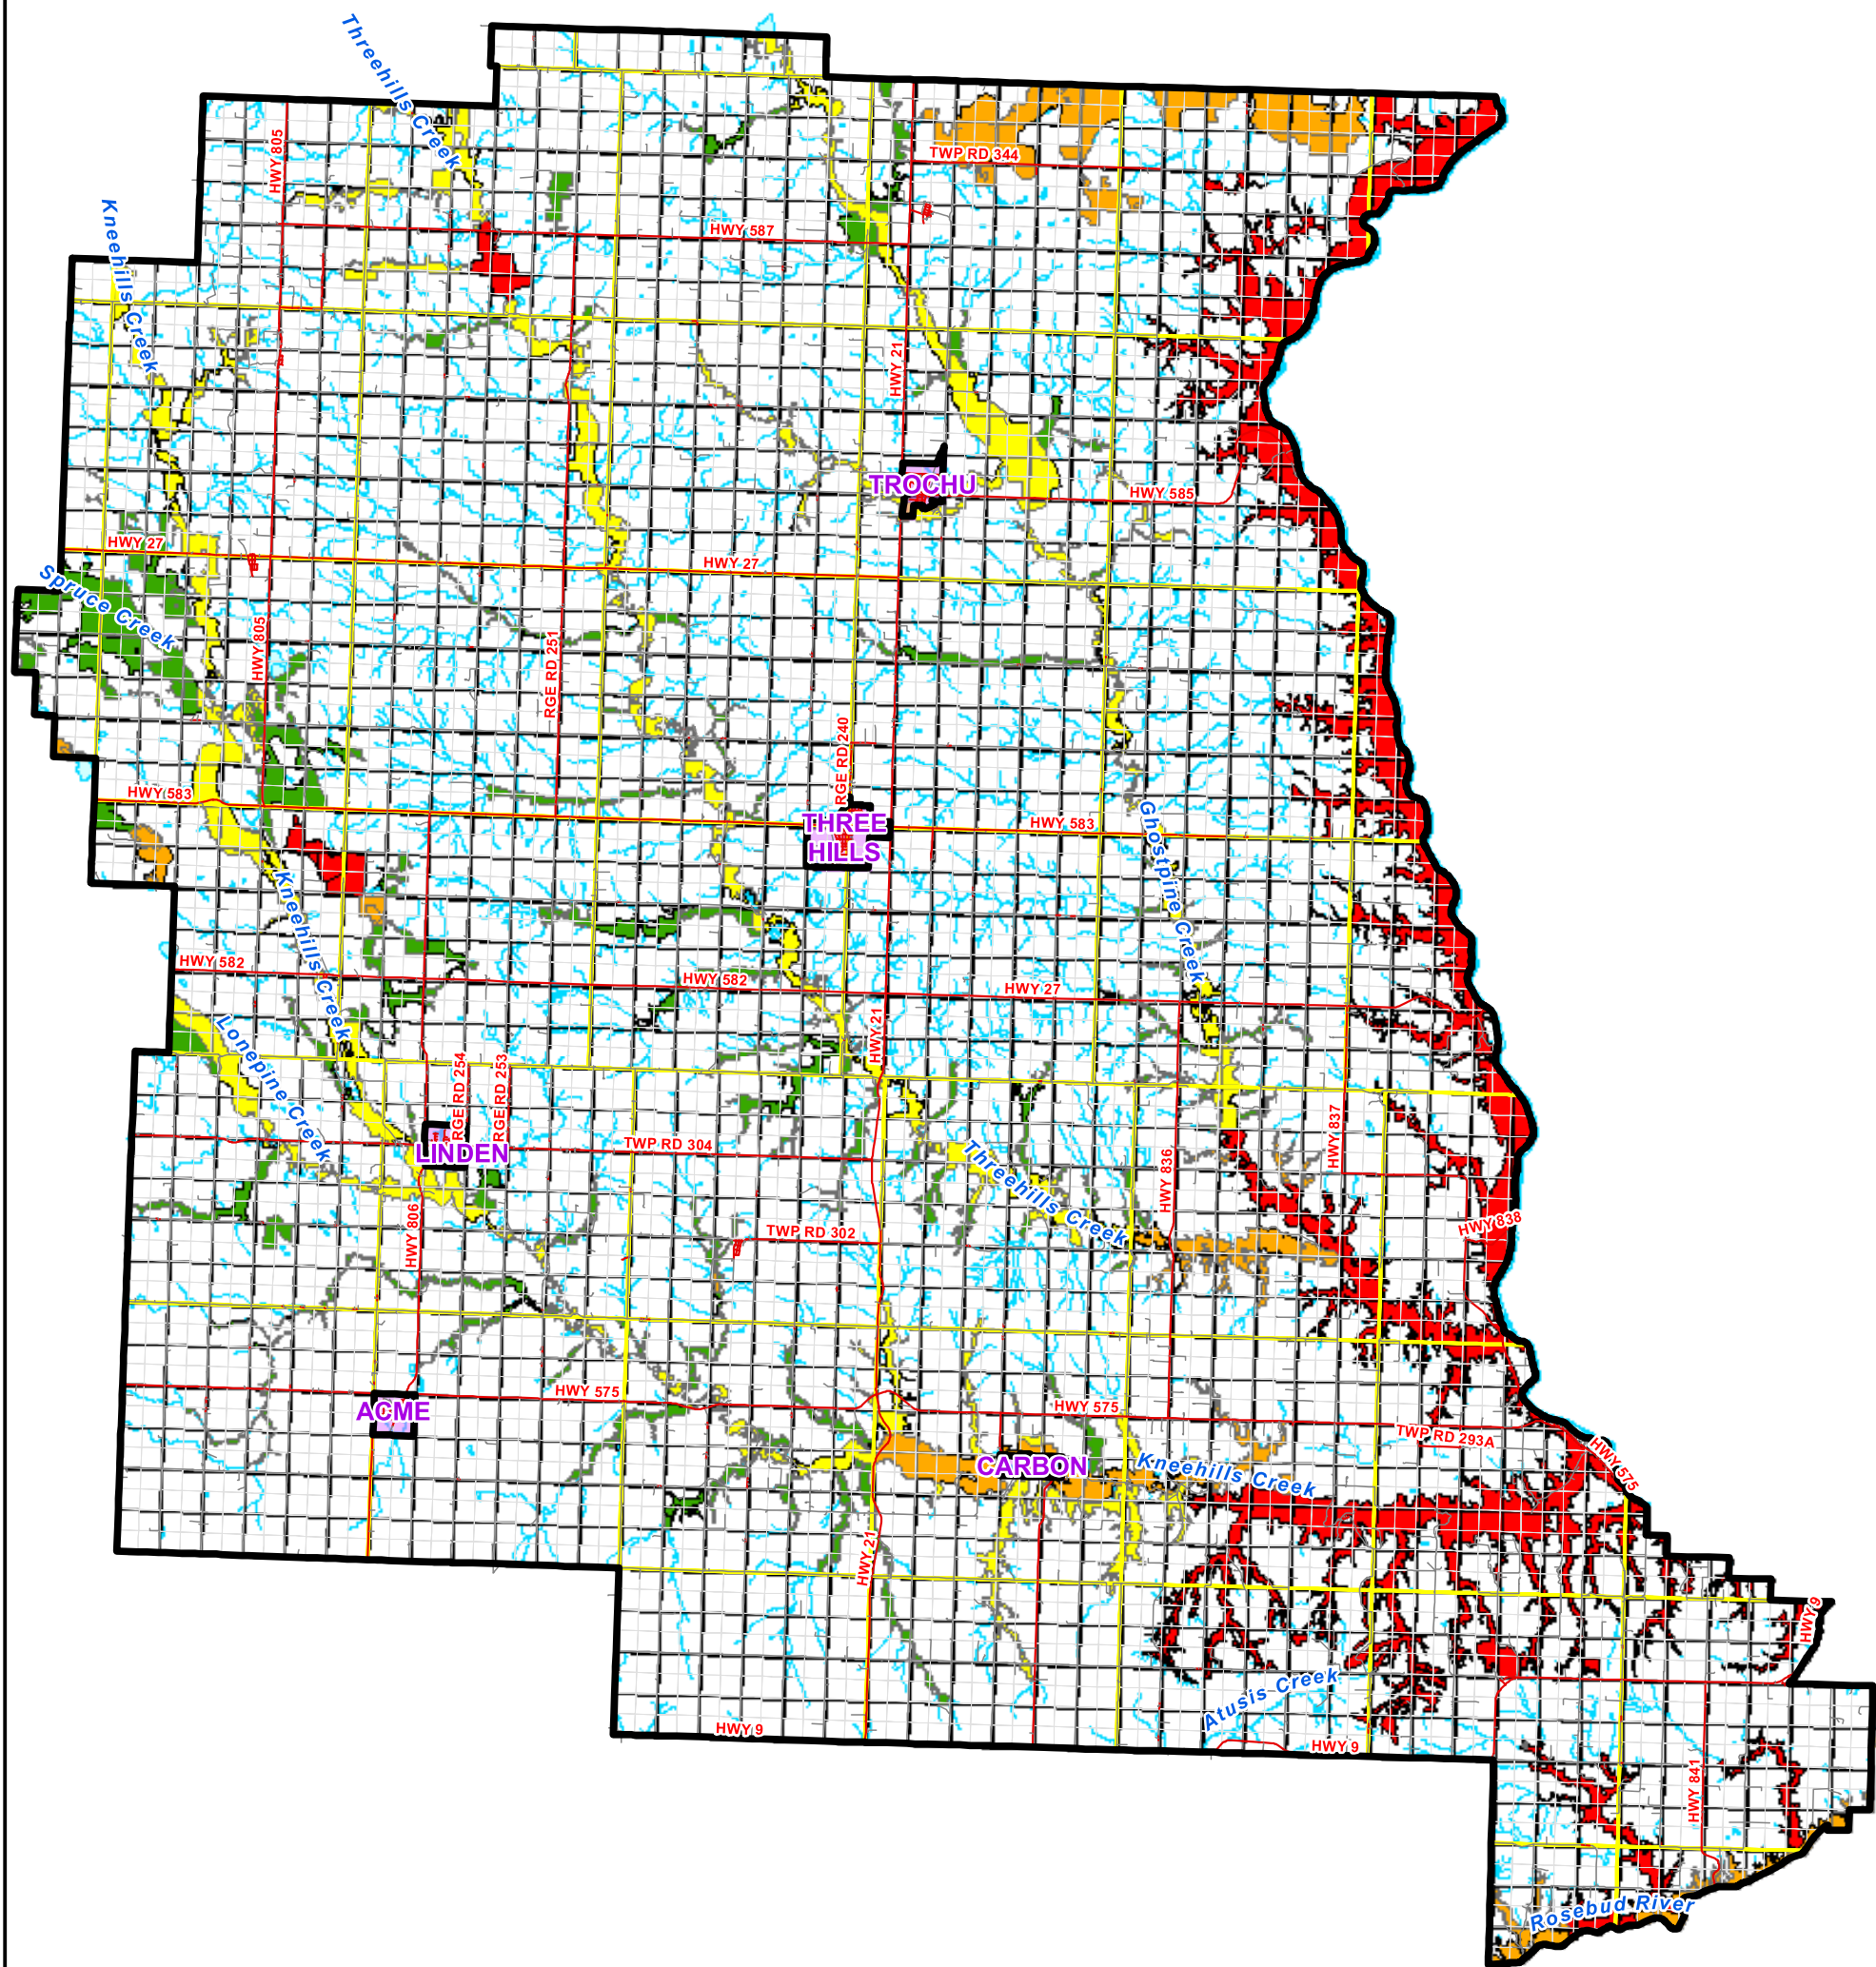 Threehills Creek
HWY 805
TWP RD 344
Kneehills Creek
HWY 587
HWY 21
TROCHU
HWY 585
HWY 27
HWY 27
Spruce Creek
HWY 805
RGE RD 251
RGE RD 240
HWY 583
THREE
HILLS
HWY 583
Ghostpine Creek
Kneehills Creek
HWY 582
HWY 582
HWY 27
Lonepine Creek
HWY 21
RGE RD 254
RGE RD 253
LINDEN
TWP RD 304
Threehills Creek
HWY 836
HWY 837
HWY 806
TWP RD 302
HWY 838
HWY 575
ACME
HWY 575
TWP RD 293A
HWY 575
CARBON
Kneehills Creek
HWY 21
HWY 9
Atusis Creek
HWY 9
HWY 9
HWY 841
Rosebud River